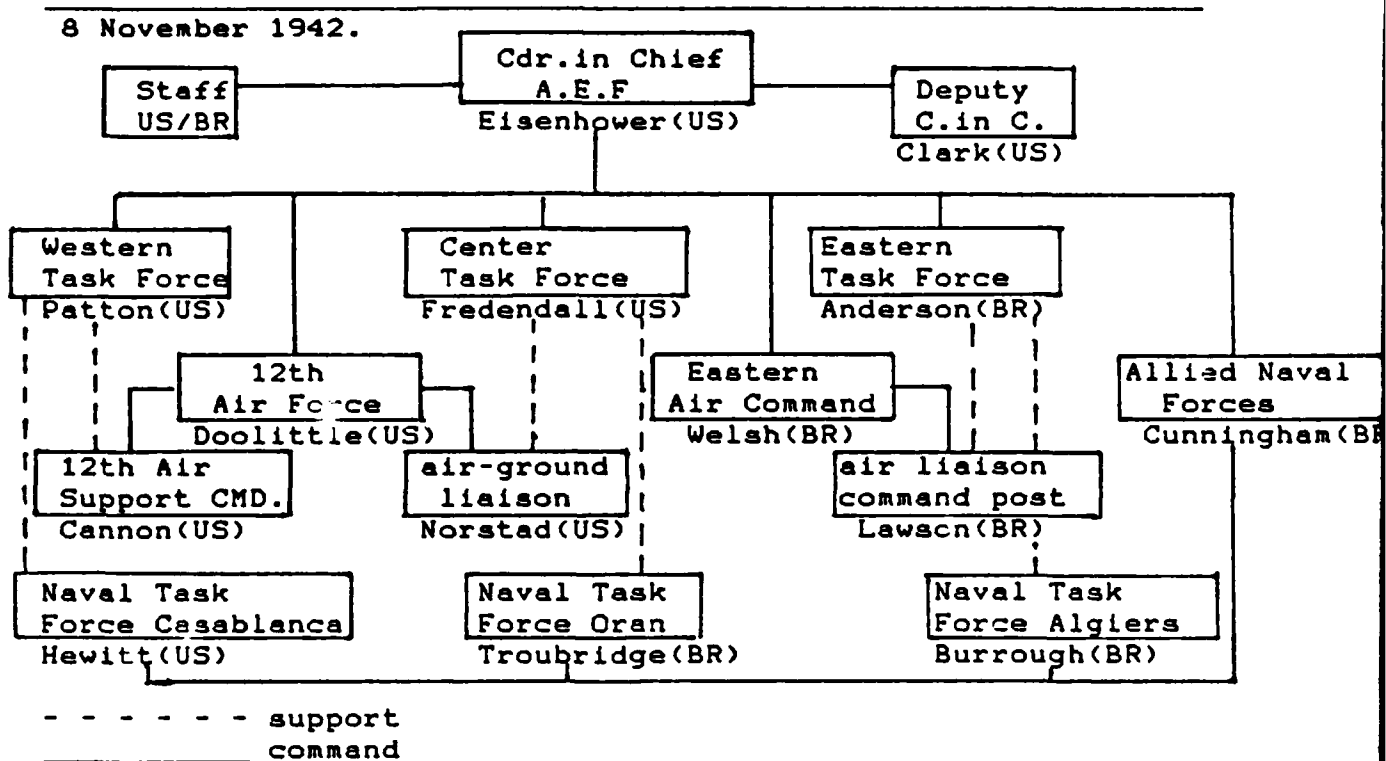 8 November 1942.
Cdr.in Chief
A.E.F
Eisenhower(US)
Staff
US/BR
Deputy
C.in C.
Clark(US)
Western
Task Force
Patton(US)
Center
Task Force
Fredendall(US)
Eastern
Task Force
Anderson(BR)
12th
Air Force
Doolittle(US)
Eastern
Air Command
Welsh(BR)
Allied Naval
Forces
Cunningham(BR
12th Air
Support CMD.
Cannon(US)
air-ground
liaison
Norstad(US)
air liaison
command post
Lawson(BR)
Naval Task
Force Casablanca
Hewitt(US)
Naval Task
Force Oran
Troubridge(BR)
Naval Task
Force Algiers
Burrough(BR)
support
command